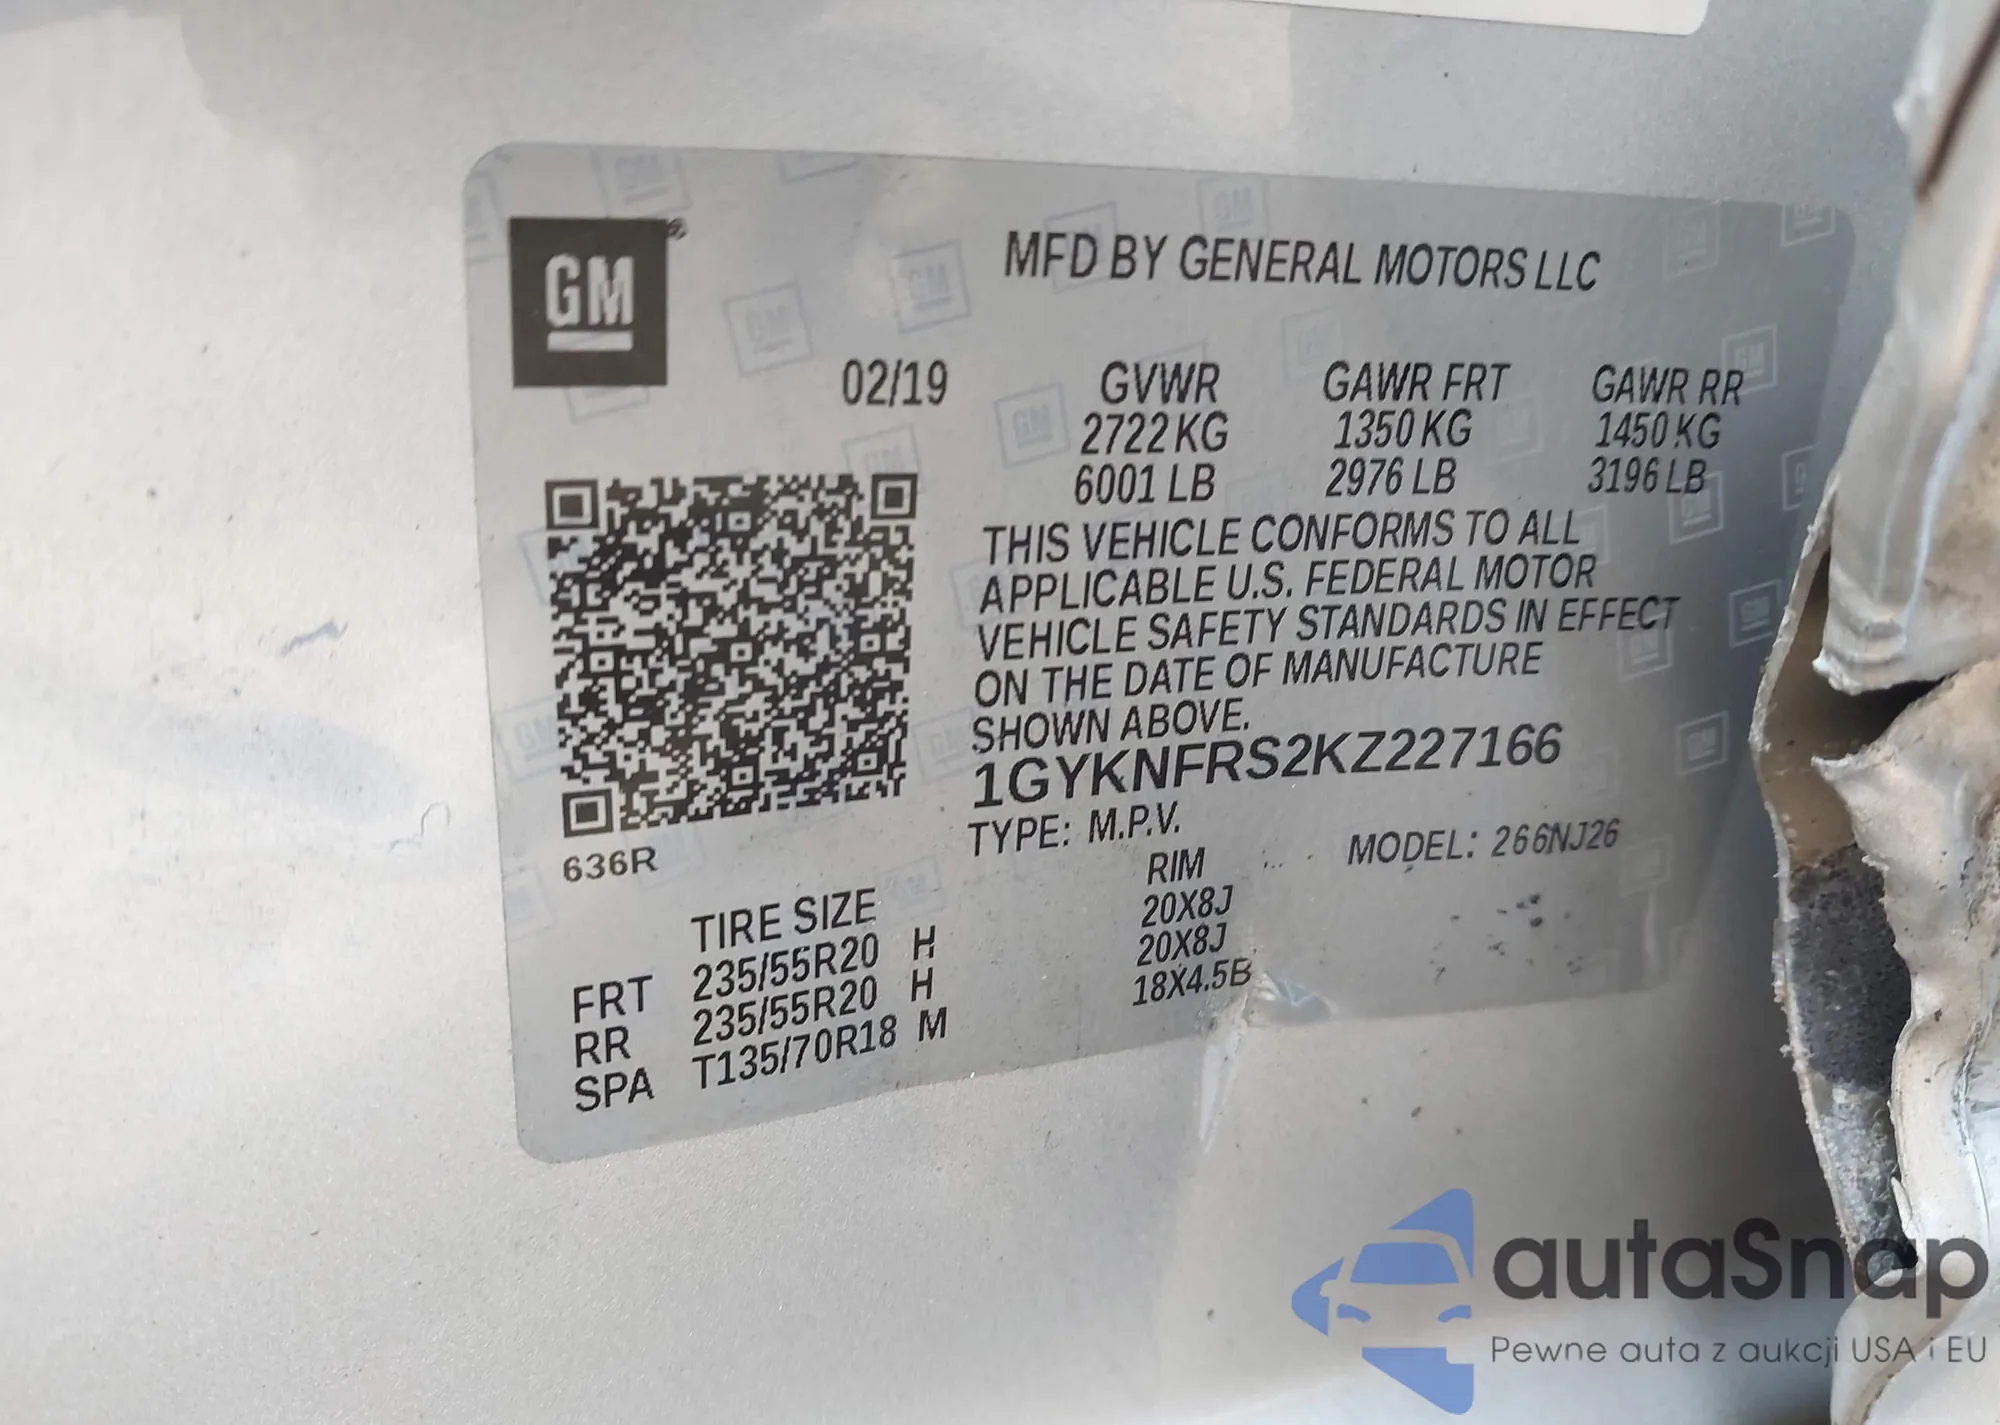 GM
MFD BY GENERAL MOTORS LLC
02/19
GVWR GAWR FRT GAWR RR
2722 KG 1350 KG 1450 KG
6001 LB 2976 LB 3196 LB
THIS VEHICLE CONFORMS TO ALL
APPLICABLE U.S. FEDERAL MOTOR
VEHICLE SAFETY STANDARDS IN EFFECT
ON THE DATE OF MANUFACTURE
SHOWN ABOVE.
1GYKNFRS2KZ227166
TYPE: M.P.V. MODEL: 266NJ26
636R
TIRE SIZE RIM
FRT 235/55R20 H 20X8J
RR 235/55R20 H 20X8J
SPA T135/70R18 M 18X4.5B
autaSnap
Pewne auta z aukcji USA i EU